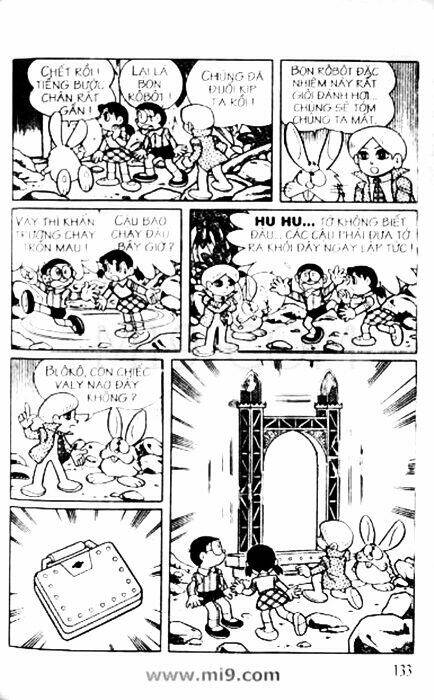 CHẾT RỒI !
TIẾNG BƯỚC
CHÂN RẤT
GẦN !
LẠI LÀ
BỌN
RÔBỐT !
CHÚNG ĐÃ
ĐUỔI KỊP
TA RỒI !
BỌN RÔBỐT ĐẶC
NHIỆM NÀY RẤT
GIỎI ĐÁNH HƠI...
CHÚNG SẼ TÓM
CHÚNG TA MẤT.
VẬY THÌ KHẨN
TRƯƠNG CHẠY
TRỐN MAU !
CẬU BẢO
CHẠY ĐÂU
BÂY GIỜ ?
HU HU... TỚ KHÔNG BIẾT
ĐÂU... CÁC CẬU PHẢI ĐƯA TỚ
RA KHỎI ĐÂY NGAY LẬP TỨC !
BLÔKÔ, CÒN CHIẾC
VALY NÀO ĐẤY
KHÔNG ?
133
www.mi9.com